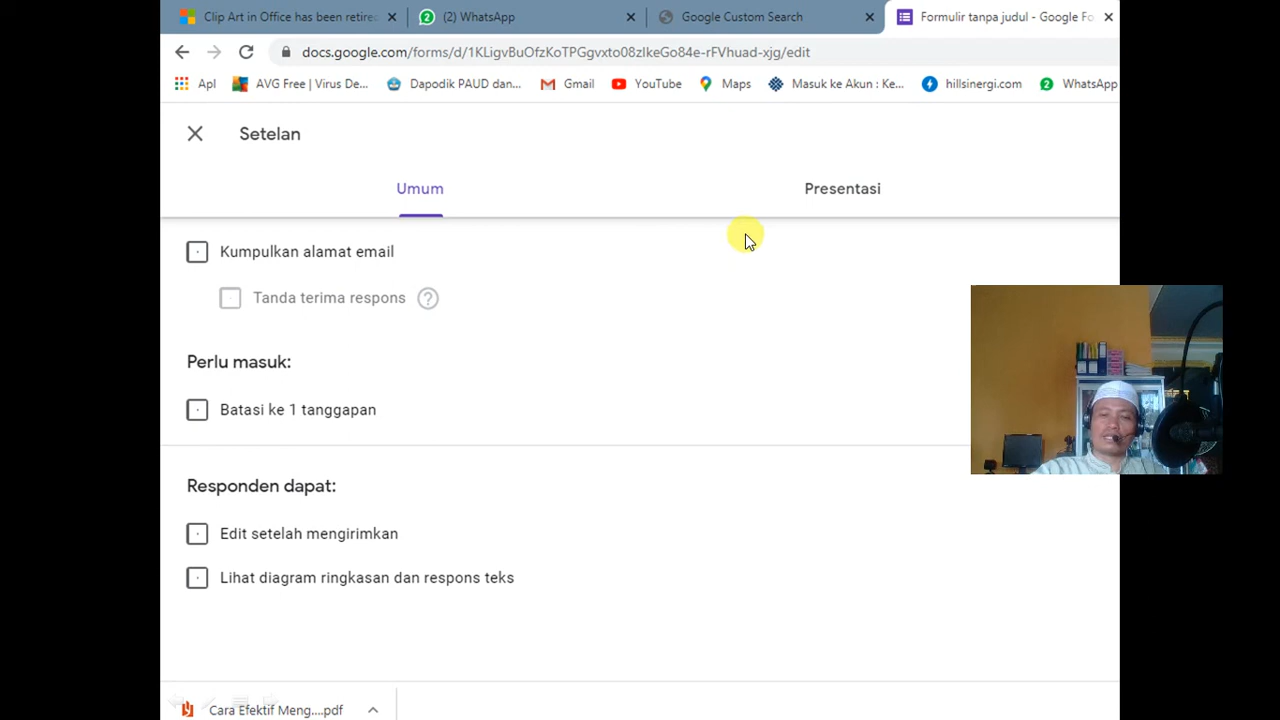 Clip Art in Office has been retire
(2) WhatsApp
Google Custom Search
Formulir tanpa judul - Google Fo
docs.google.com/forms/d/1KLigvBuOfzKoTPGgvxto08zlkeGo84e-rFVhuad-xjg/edit
Apl
AVG Free | Virus De...
Dapodik PAUD dan...
Gmail
YouTube
Maps
Masuk ke Akun : Ke...
hillsinergi.com
2
WhatsApp
Setelan
Umum
Presentasi
Kumpulkan alamat email
Tanda terima respons ?
Perlu masuk:
Batasi ke 1 tanggapan
Responden dapat:
Edit setelah mengirimkan
Lihat diagram ringkasan dan respons teks
Cara Efektif Meng....pdf